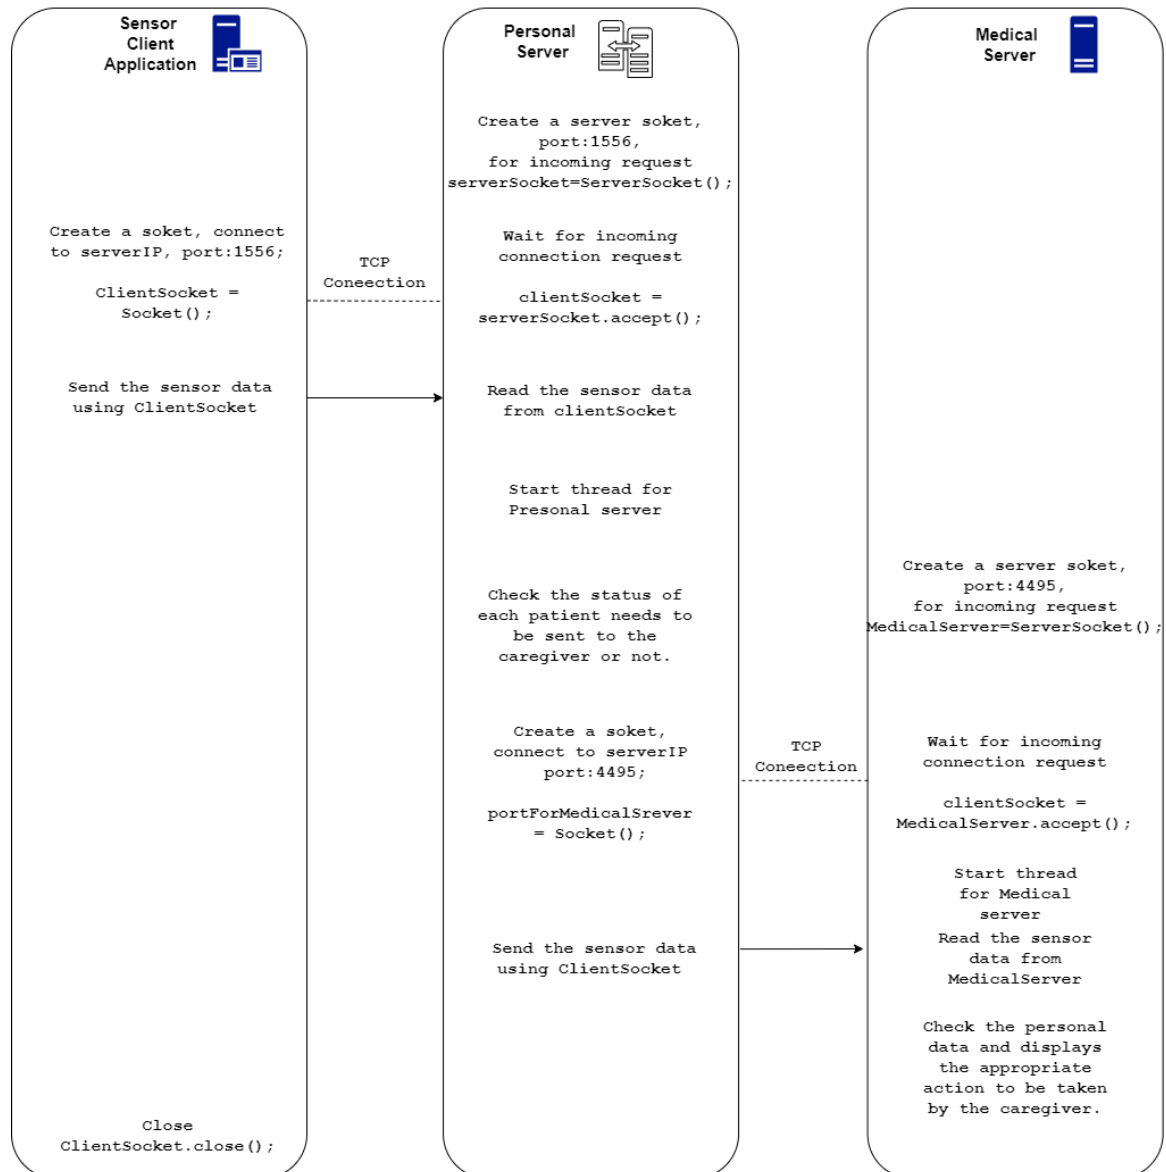 Sensor
Client
Application
Personal
Server
Medical
Server
Create a server soket,
port:1556,
for incoming request
serverSocket=ServerSocket();
Create a soket, connect
to serverIP, port:1556;
ClientSocket =
Socket();
TCP
Coneection
Wait for incoming
connection request
clientSocket =
serverSocket.accept();
Send the sensor data
using ClientSocket
Read the sensor data
from clientSocket
Start thread for
Presonal server
Check the status of
each patient needs to
be sent to the
caregiver or not.
Create a server soket,
port:4495,
for incoming request
MedicalServer=ServerSocket();
Create a soket,
connect to serverIP
port:4495;
portForMedicalSrever
= Socket();
TCP
Coneection
Wait for incoming
connection request
clientSocket =
MedicalServer.accept();
Start thread
for Medical
server
Send the sensor data
using ClientSocket
Read the sensor
data from
MedicalServer
Check the personal
data and displays
the appropriate
action to be taken
by the caregiver.
Close
ClientSocket.close();